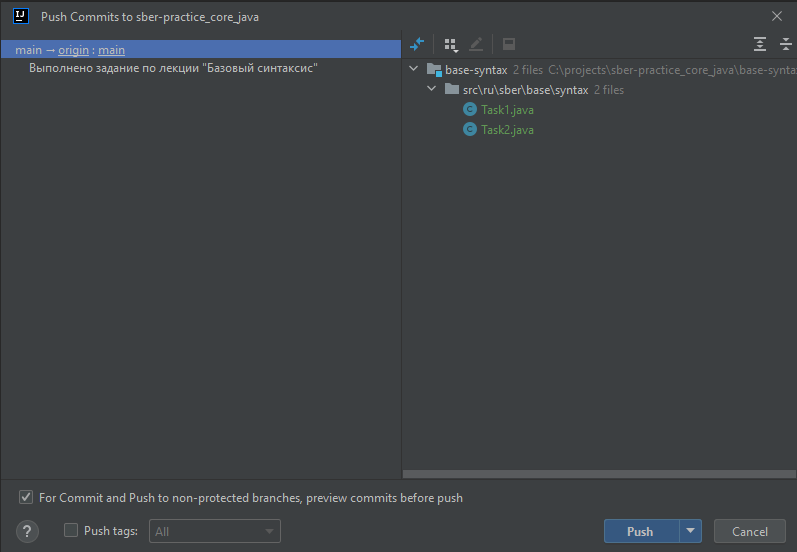 Push Commits to sber-practice_core_java
main → origin : main
Выполнено задание по лекции "Базовый синтаксис"
base-syntax 2 files C:\projects\sber-practice_core_java\base-synta
src\ru\sber\base\syntax 2 files
C Task1.java
C Task2.java
For Commit and Push to non-protected branches, preview commits before push
? Push tags: All Push Cancel